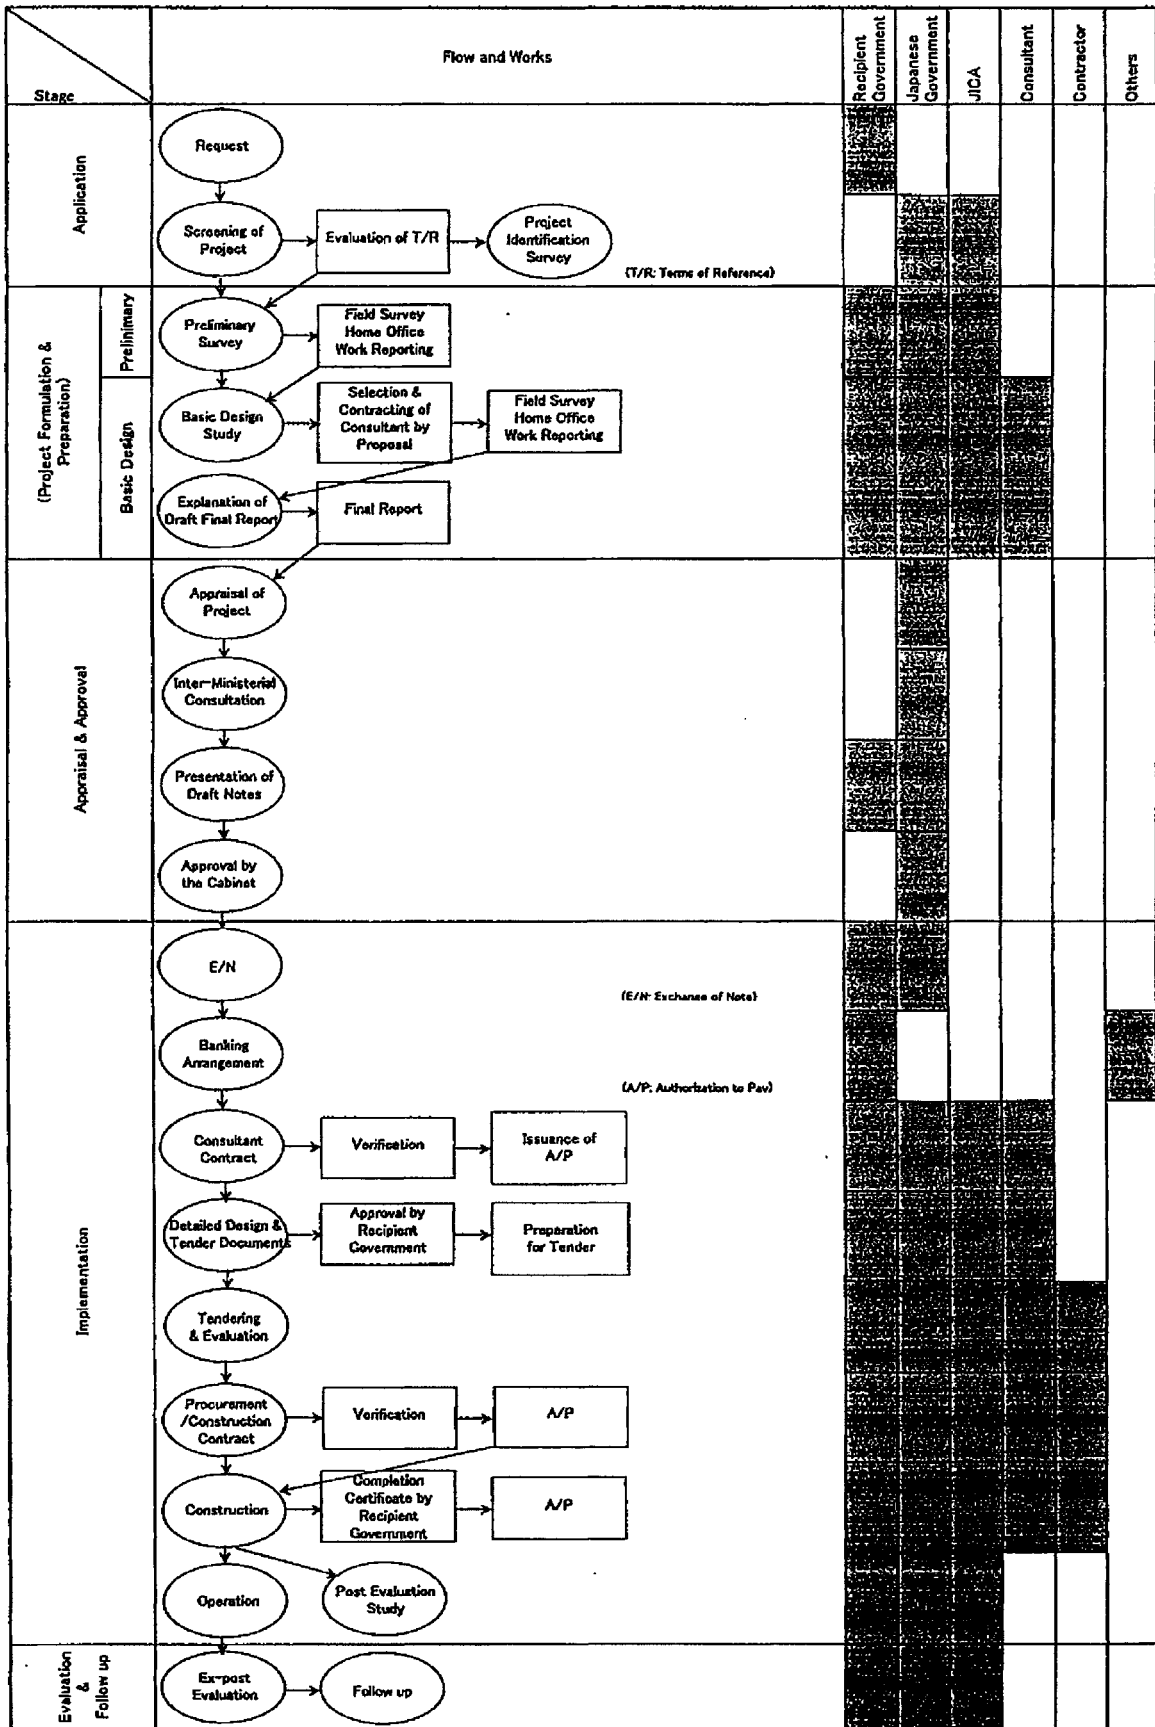 Stage
Flow and Works
Recipient
Government
Japanese
Government
JICA
Consultant
Contractor
Others
Application
Request
Screening of
Project
Evaluation of T/R
Project
Identification
Survey
(T/R: Terms of Reference)
(Project Formulation &
Preparation)
Preliminary
Preliminary
Survey
Field Survey
Home Office
Work Reporting
Basic Design
Basic Design
Study
Selection &
Contracting of
Consultant by
Proposal
Field Survey
Home Office
Work Reporting
Explanation of
Draft Final Report
Final Report
Appraisal & Approval
Appraisal of
Project
Inter-Ministerial
Consultation
Presentation of
Draft Notes
Approval by
the Cabinet
Implementation
E/N
(E/N: Exchange of Note)
Banking
Arrangement
(A/P: Authorization to Pay)
Consultant
Contract
Verification
Issuance of
A/P
Detailed Design &
Tender Documents
Approval by
Recipient
Government
Preparation
for Tender
Tendering
& Evaluation
Procurement
/Construction
Contract
Verification
A/P
Construction
Completion
Certificate by
Recipient
Government
A/P
Operation
Post Evaluation
Study
Evaluation
&
Follow up
Ex-post
Evaluation
Follow up